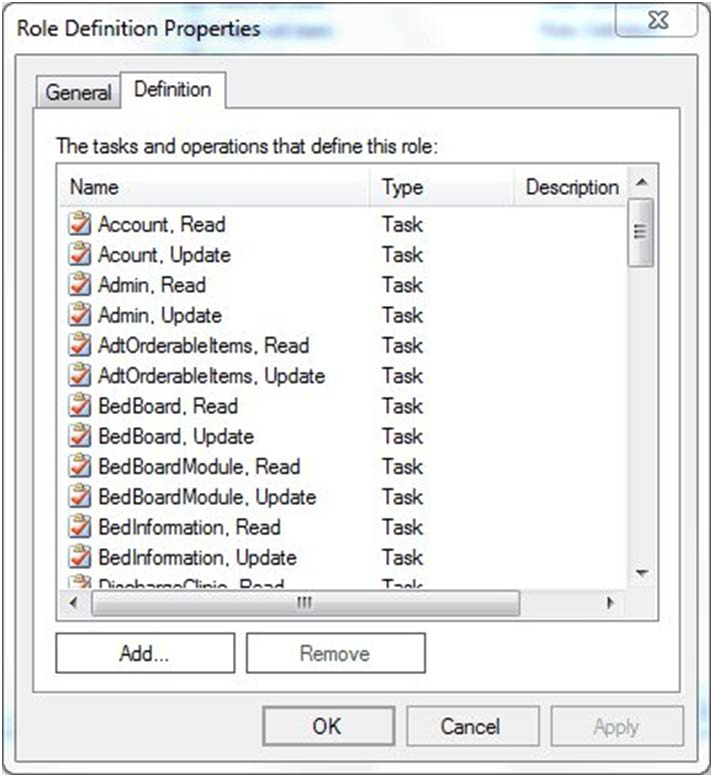 Role Definition Properties
General
Definition
The tasks and operations that define this role:
Name Type Description
Account, Read Task
Acount, Update Task
Admin, Read Task
Admin, Update Task
AdtOrderableItems, Read Task
AdtOrderableItems, Update Task
BedBoard, Read Task
BedBoard, Update Task
BedBoardModule, Read Task
BedBoardModule, Update Task
BedInformation, Read Task
BedInformation, Update Task
DischargeClinic, Read Task
Add... Remove
OK Cancel Apply